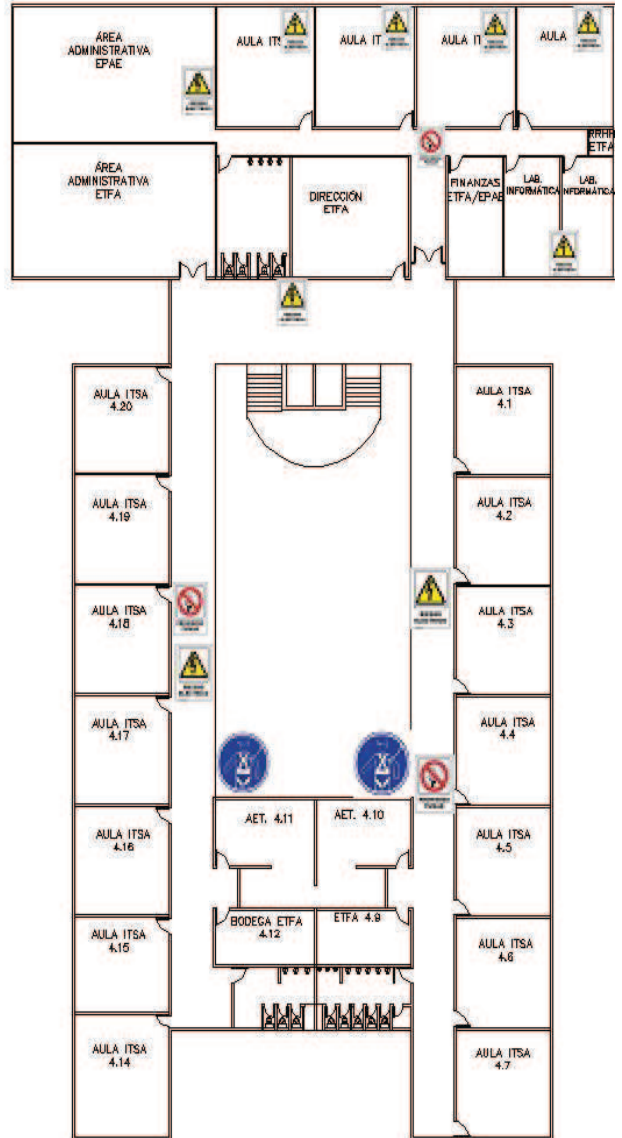 ÁREA
ADMINISTRATIVA
EPAE
AULA ITS
AULA IT
AULA IT
AULA
RRHH
ETFA
ÁREA
ADMINISTRATIVA
ETFA
DIRECCIÓN
ETFA
FINANZAS
ETFA/EPAE
LAB.
INFORMÁTICA
LAB.
INFORMÁTICA
AULA ITSA
4.20
AULA ITSA
4.1
AULA ITSA
4.19
AULA ITSA
4.2
AULA ITSA
4.18
AULA ITSA
4.3
AULA ITSA
4.17
AULA ITSA
4.4
AET. 4.11
AET. 4.10
AULA ITSA
4.16
AULA ITSA
4.5
BODEGA ETFA
4.12
ETFA 4.9
AULA ITSA
4.15
AULA ITSA
4.6
AULA ITSA
4.14
AULA ITSA
4.7